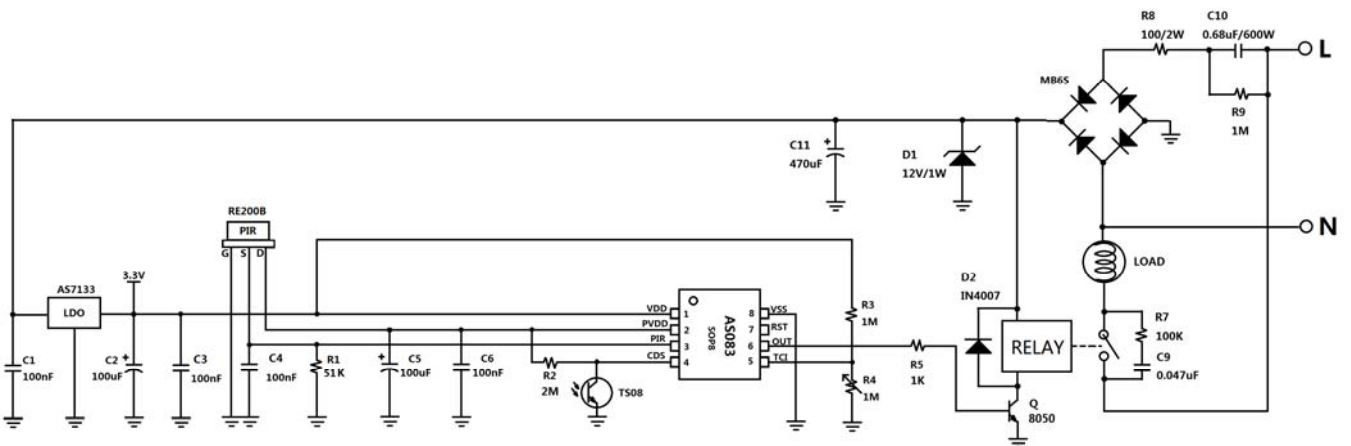 R8
100/2W
C10
0.68uF/600W
L
MB6S
R9
1M
C11
470uF
D1
12V/1W
RE200B
PIR
G S D
N
LOAD
AS7133
LDO
3.3V
C1
100nF
C2
100uF
C3
100nF
C4
100nF
R1
51K
C5
100uF
C6
100nF
R2
2M
TS08
VDD
PVDD
PIR
CDS
1
2
3
4
AS083
SOP8
8
7
6
5
VSS
RST
OUT
TCI
R3
1M
R4
1M
R5
1K
D2
IN4007
RELAY
Q
8050
R7
100K
C9
0.047uF